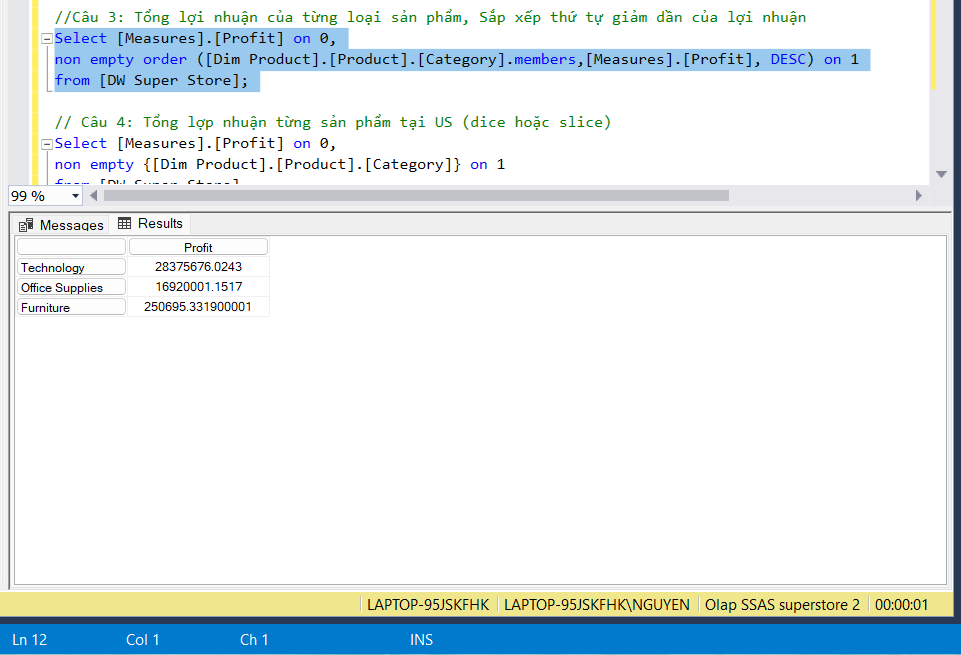 //Câu 3: Tổng lợi nhuận của từng loại sản phẩm, Sắp xếp thứ tự giảm dần của lợi nhuận
Select [Measures].[Profit] on 0,
non empty order ([Dim Product].[Product].[Category].members,[Measures].[Profit], DESC) on 1
from [DW Super Store];
// Câu 4: Tổng lợp nhuận từng sản phẩm tại US (dice hoặc slice)
Select [Measures].[Profit] on 0,
non empty {[Dim Product].[Product].[Category]} on 1
from [DW Super Store]
99 %
Messages Results
Profit
Technology 28375676.0243
Office Supplies 16920001.1517
Furniture 250695.331900001
LAPTOP-95JSKFHK LAPTOP-95JSKFHK\NGUYEN Olap SSAS superstore 2 00:00:01
Ln 12 Col 1 Ch 1 INS